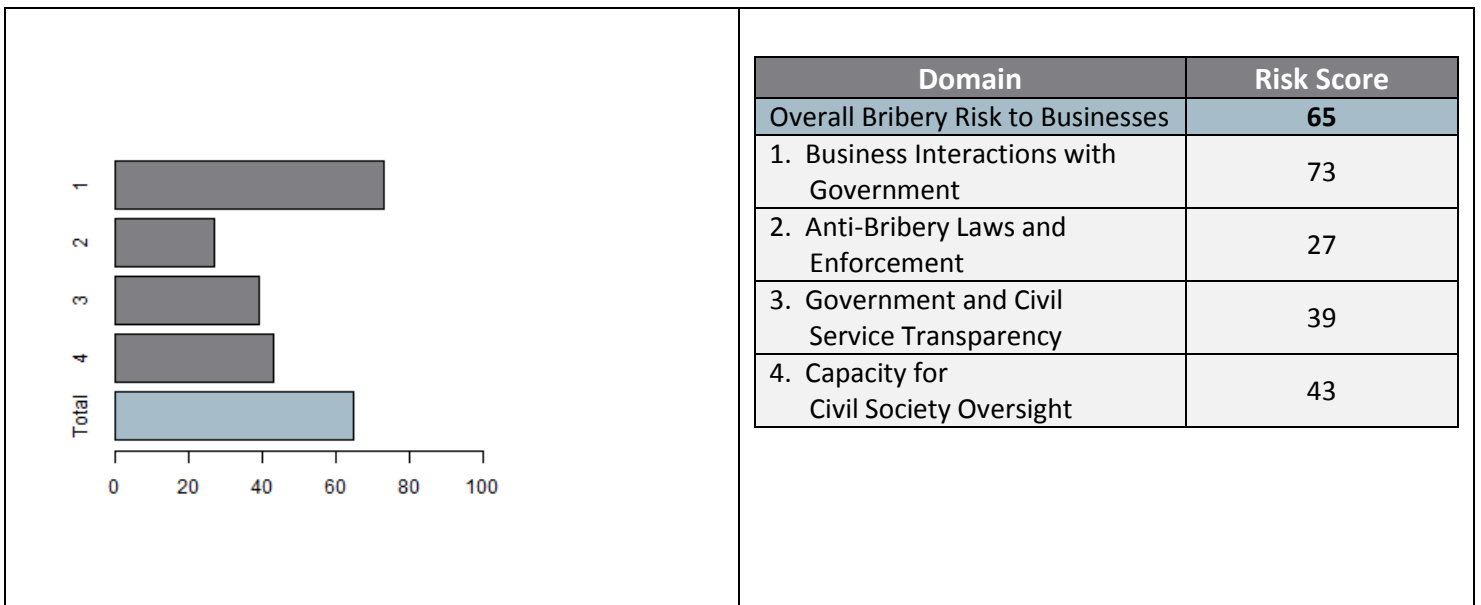 1
2
3
4
Total
0 20 40 60 80 100
Domain Risk Score
Overall Bribery Risk to Businesses 65
1. Business Interactions with
Government 73
2. Anti-Bribery Laws and
Enforcement 27
3. Government and Civil
Service Transparency 39
4. Capacity for
Civil Society Oversight 43